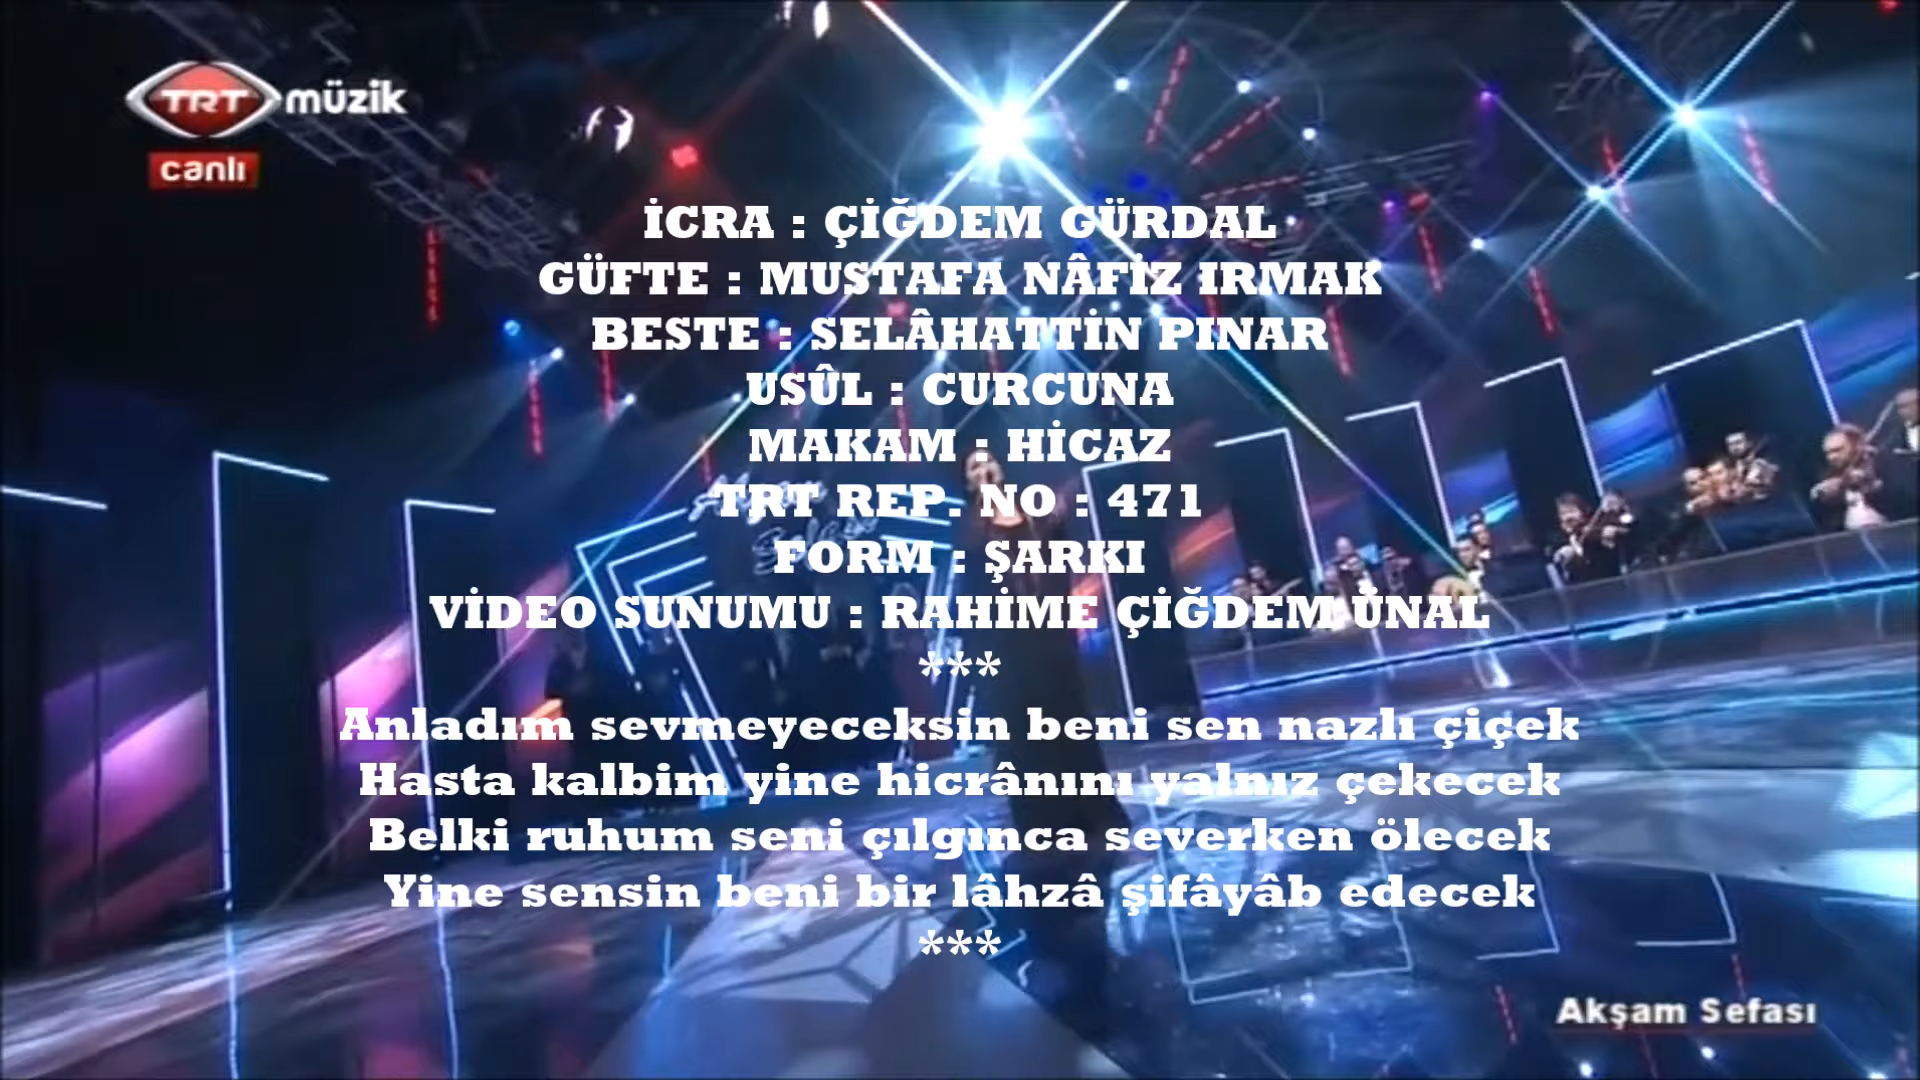 TRT müzik
canlı
İCRA : ÇİĞDEM GÜRDAL
GÜFTE : MUSTAFA NÂFİZ IRMAK
BESTE : SELÂHATTİN PINAR
USÛL : CURCUNA
MAKAM : HİCAZ
TRT REP. NO : 471
FORM : ŞARKI
VİDEO SUNUMU : RAHİME ÇİĞDEM ÜNAL
***
Anladım sevmeyeceksin beni sen nazlı çiçek
Hasta kalbim yine hicrânını yalnız çekecek
Belki ruhum seni çılgınca severken ölecek
Yine sensin beni bir lâhzâ şifâyâb edecek
***
Akşam Sefası